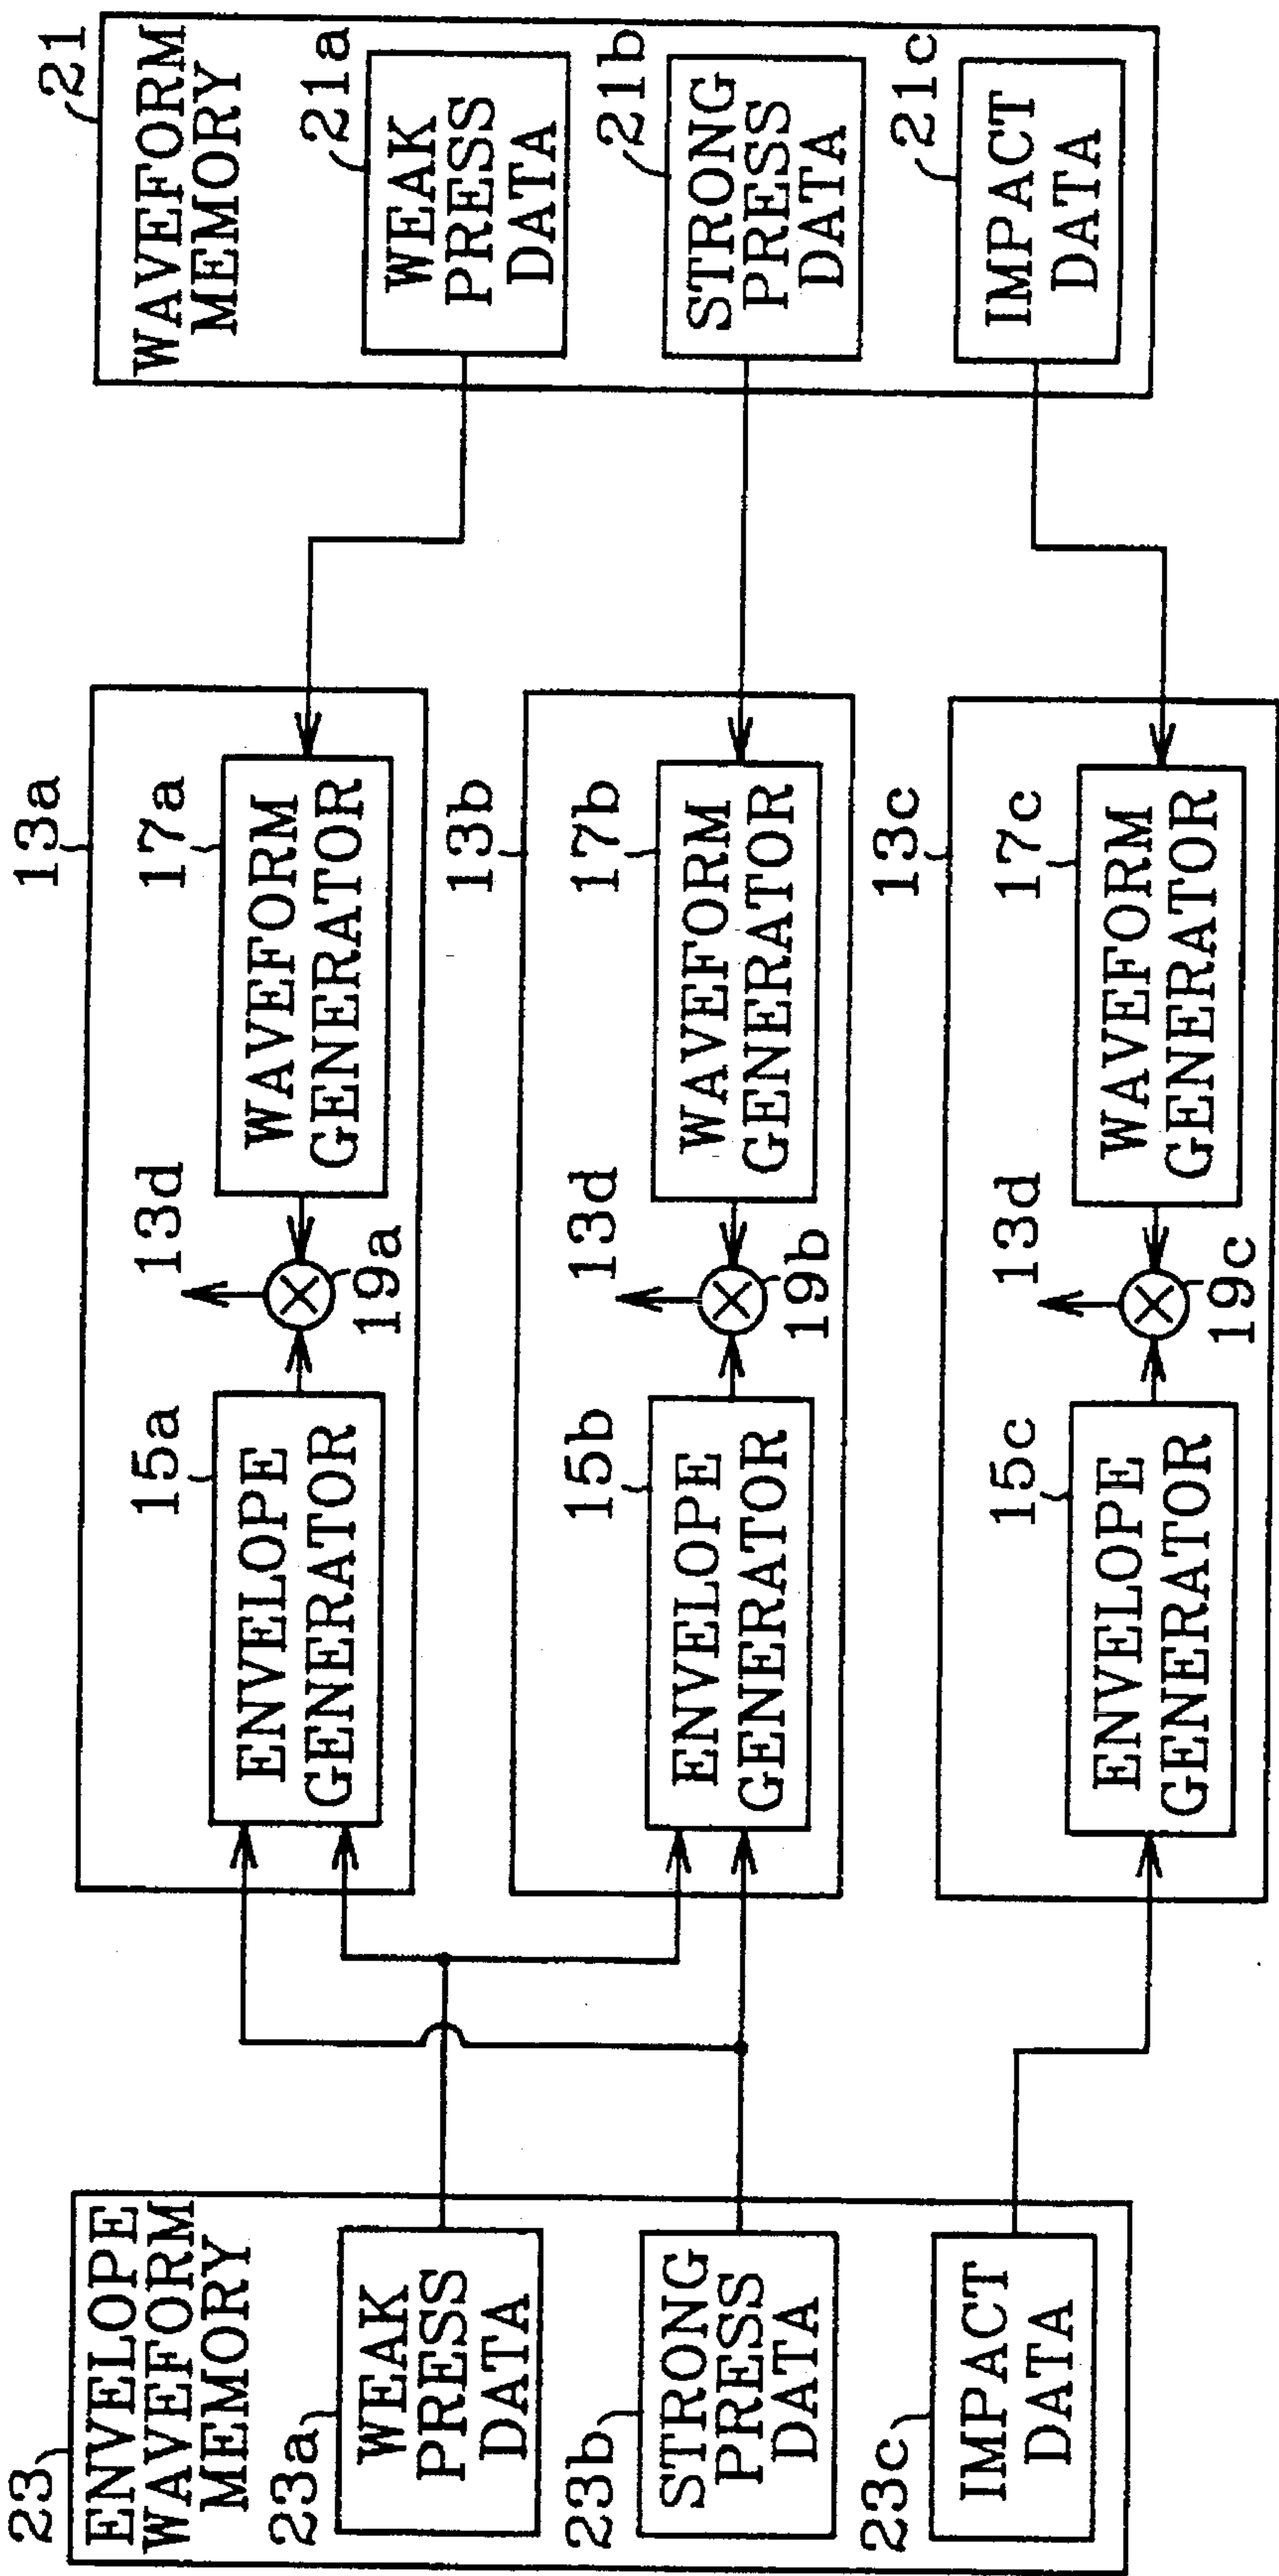 23
ENVELOPE
WAVEFORM
MEMORY
23a
WEAK
PRESS
DATA
23b
STRONG
PRESS
DATA
23c
IMPACT
DATA
13a
15a
ENVELOPE
GENERATOR
13d
19a
17a
WAVEFORM
GENERATOR
13b
15b
ENVELOPE
GENERATOR
13d
19b
17b
WAVEFORM
GENERATOR
13c
15c
ENVELOPE
GENERATOR
13d
19c
17c
WAVEFORM
GENERATOR
21
WAVEFORM
MEMORY
21a
WEAK
PRESS
DATA
21b
STRONG
PRESS
DATA
21c
IMPACT
DATA